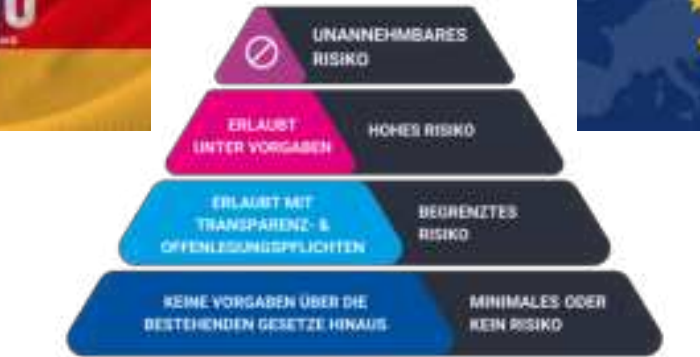 UNANNEHMBARES
RISIKO
ERLAUBT
UNTER VORGABEN
HOHES RISIKO
ERLAUBT MIT
TRANSPARENZ- &
OFFENLEGUNGSPFLICHTEN
BEGRENZTES
RISIKO
KEINE VORGABEN ÜBER DIE
BESTEHENDEN GESETZE HINAUS
MINIMALES ODER
KEIN RISIKO